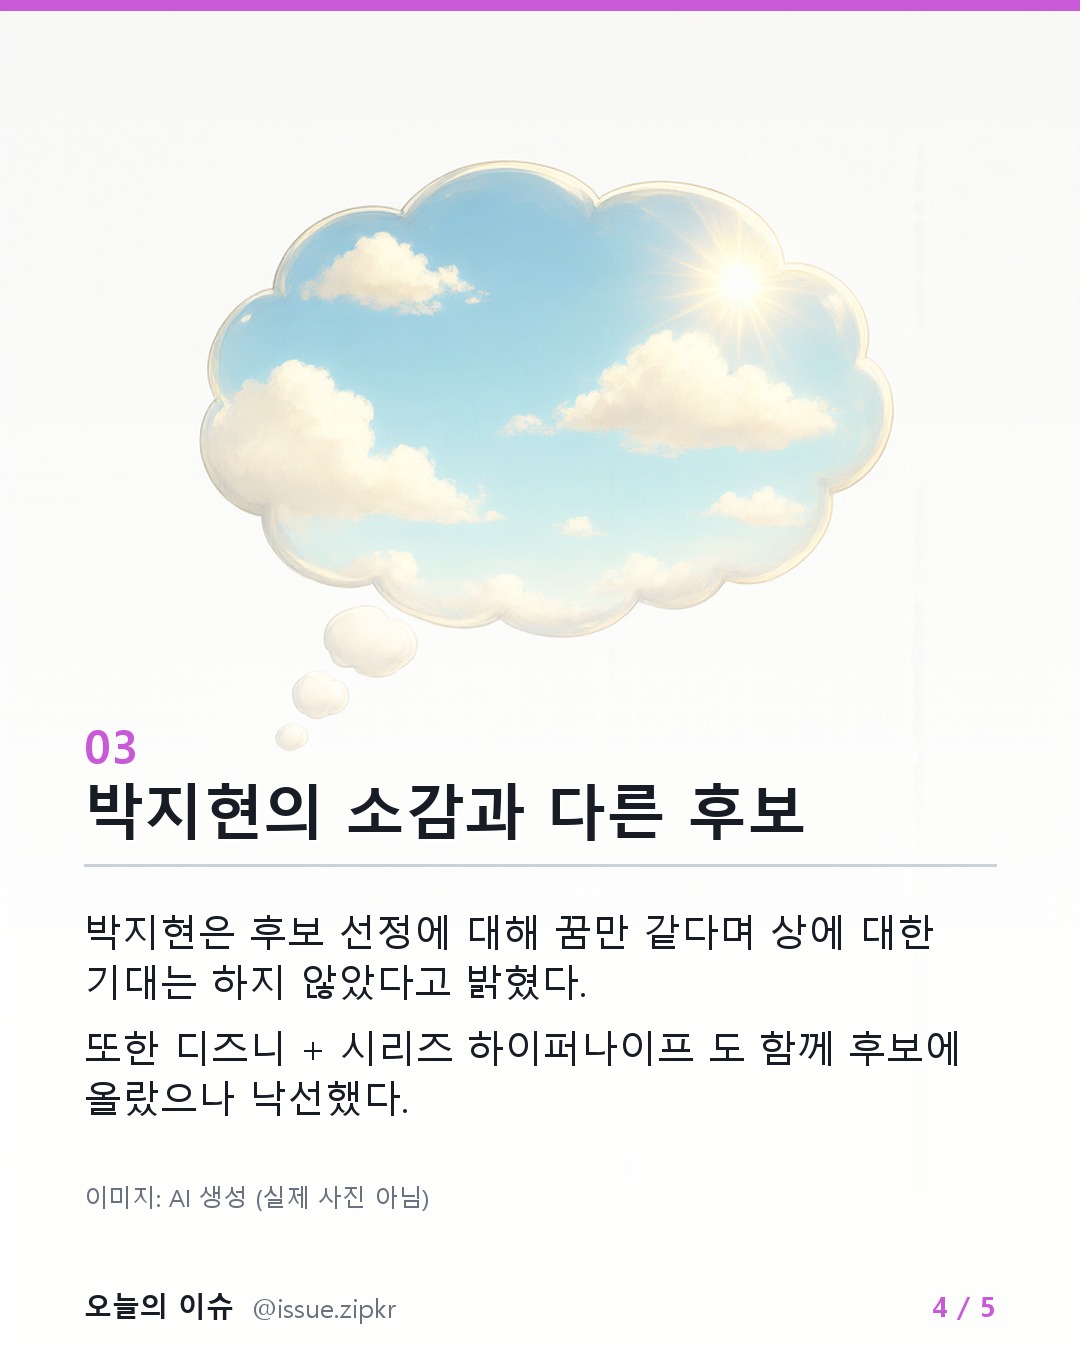 03
박지현의 소감과 다른 후보
박지현은 후보 선정에 대해 꿈만 같다며 상에 대한
기대는 하지 않았다고 밝혔다.
또한 디즈니 + 시리즈 하이퍼나이프 도 함께 후보에
올랐으나 낙선했다.
이미지: AI 생성 (실제 사진 아님)
오늘의 이슈 @issue.zipkr
4 / 5